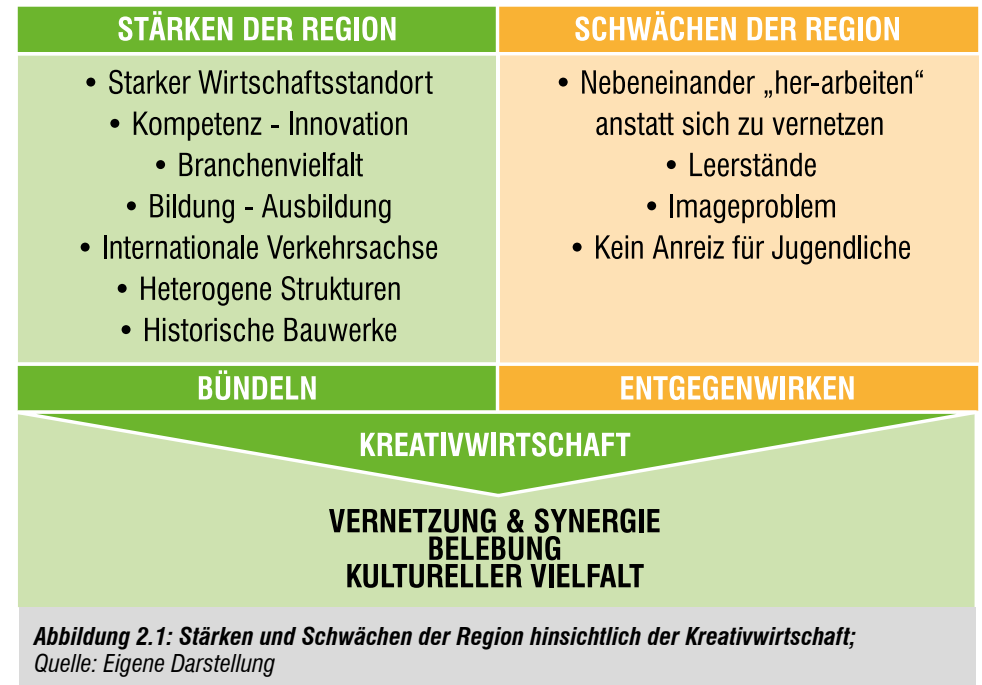 STÄRKEN DER REGION
• Starker Wirtschaftsstandort
• Kompetenz - Innovation
• Branchenvielfalt
• Bildung - Ausbildung
• Internationale Verkehrsachse
• Heterogene Strukturen
• Historische Bauwerke
BÜNDELN
SCHWÄCHEN DER REGION
• Nebeneinander „her-arbeiten“
anstatt sich zu vernetzen
• Leerstände
• Imageproblem
• Kein Anreiz für Jugendliche
ENTGEGENWIRKEN
KREATIVWIRTSCHAFT
VERNETZUNG & SYNERGIE
BELEBUNG
KULTURELLER VIELFALT
Abbildung 2.1: Stärken und Schwächen der Region hinsichtlich der Kreativwirtschaft;
Quelle: Eigene Darstellung